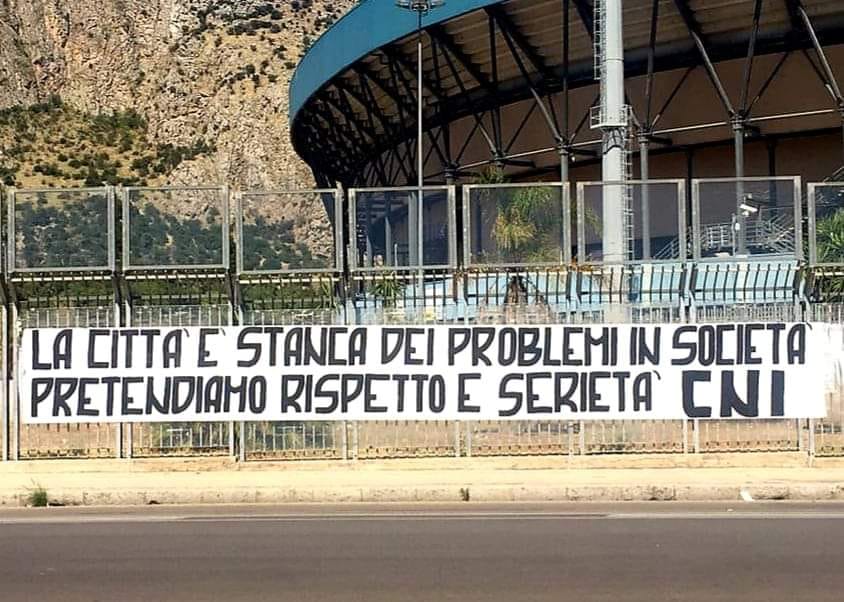 LA CITTA' E' STANCA DEI PROBLEMI IN SOCIETA'
PRETENDIAMO RISPETTO E SERIETA' CNI